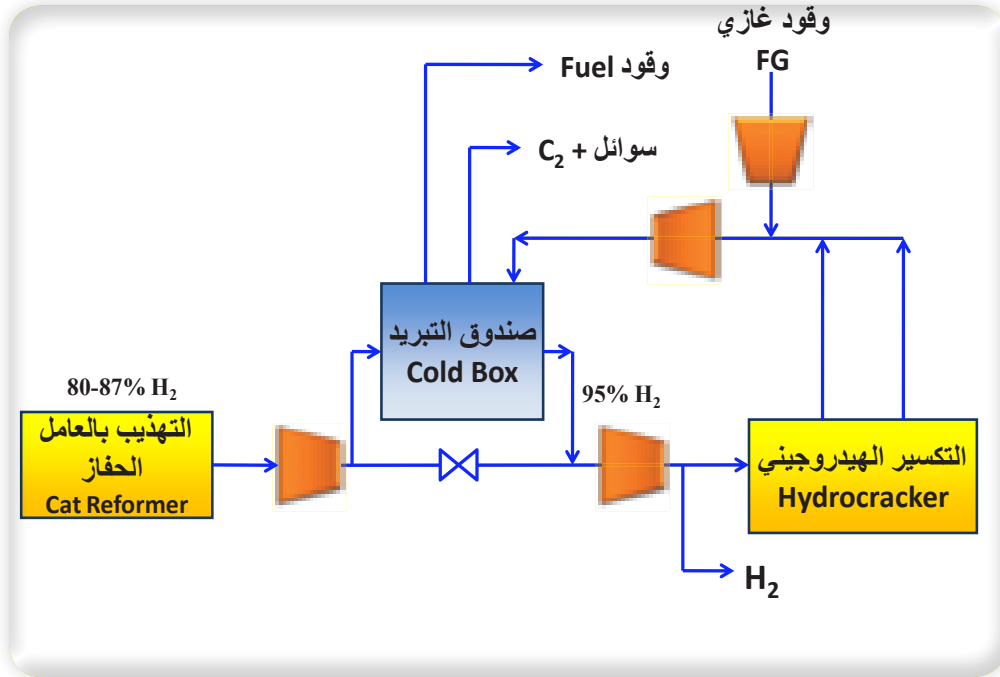 وقود غازي
FG
وقود Fuel
سوائل + C₂
صندوق التبريد
Cold Box
80-87% H₂
95% H₂
التهذيب بالعامل
الحفاز
Cat Reformer
التكسير الهيدروجيني
Hydrocracker
H₂